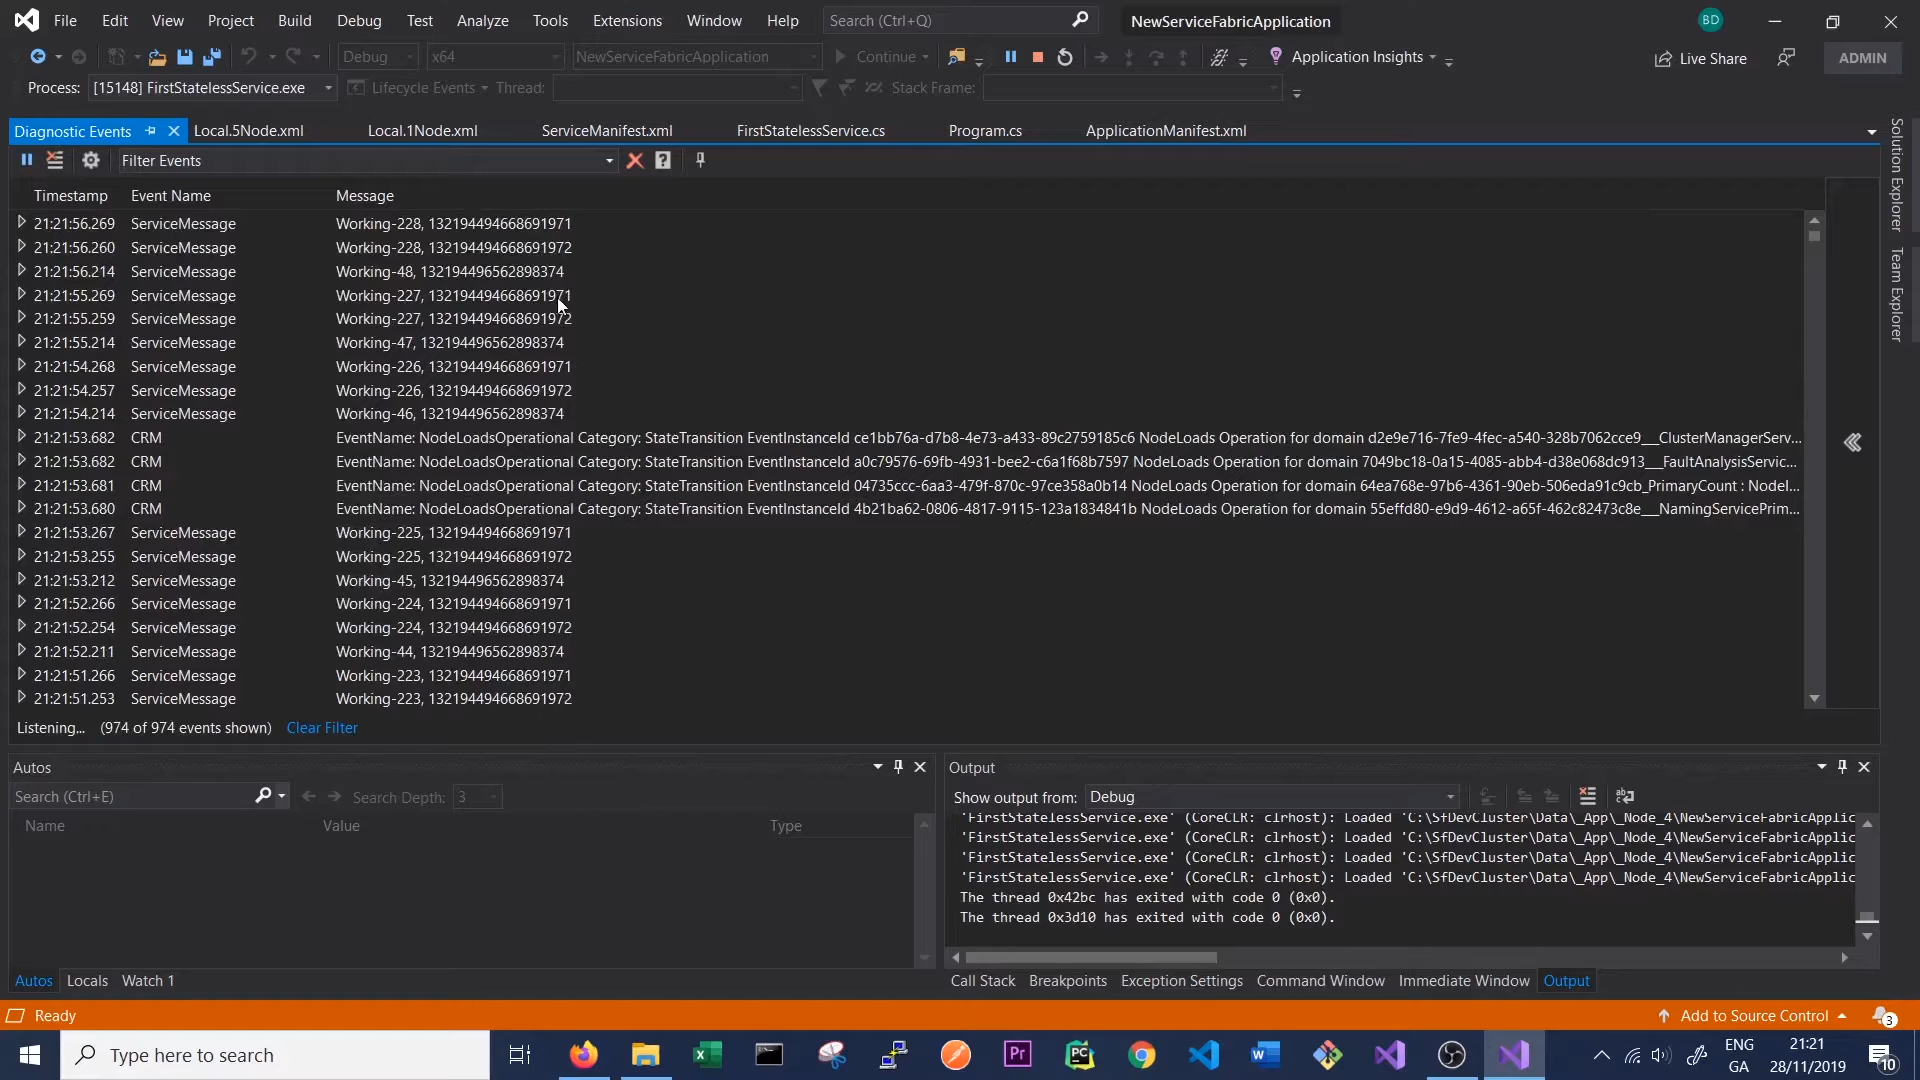 File Edit View Project Build Debug Test Analyze Tools Extensions Window Help Search (Ctrl+Q) NewServiceFabricApplication BD
Debug x64 NewServiceFabricApplication Continue Application Insights Live Share ADMIN
Process: [15148] FirstStatelessService.exe Lifecycle Events Thread: Stack Frame:
Diagnostic Events Local.5Node.xml Local.1Node.xml ServiceManifest.xml FirstStatelessService.cs Program.cs ApplicationManifest.xml
Filter Events
Solution Explorer
Team Explorer
Timestamp Event Name Message
21:21:56.269 ServiceMessage Working-228, 132194494668691971
21:21:56.260 ServiceMessage Working-228, 132194494668691972
21:21:56.214 ServiceMessage Working-48, 132194496562898374
21:21:55.269 ServiceMessage Working-227, 132194494668691971
21:21:55.259 ServiceMessage Working-227, 132194494668691972
21:21:55.214 ServiceMessage Working-47, 132194496562898374
21:21:54.268 ServiceMessage Working-226, 132194494668691971
21:21:54.257 ServiceMessage Working-226, 132194494668691972
21:21:54.214 ServiceMessage Working-46, 132194496562898374
21:21:53.682 CRM EventName: NodeLoadsOperational Category: StateTransition EventInstanceId ce1bb76a-d7b8-4e73-a433-89c2759185c6 NodeLoads Operation for domain d2e9e716-7fe9-4fec-a540-328b7062cce9__ClusterManagerServ...
21:21:53.682 CRM EventName: NodeLoadsOperational Category: StateTransition EventInstanceId a0c79576-69fb-4931-bee2-c6a1f68b7597 NodeLoads Operation for domain 7049bc18-0a15-4085-abb4-d38e068dc913__FaultAnalysisServic...
21:21:53.681 CRM EventName: NodeLoadsOperational Category: StateTransition EventInstanceId 04735ccc-6aa3-479f-870c-97ce358a0b14 NodeLoads Operation for domain 64ea768e-97b6-4361-90eb-506eda91c9cb_PrimaryCount : NodeI...
21:21:53.680 CRM EventName: NodeLoadsOperational Category: StateTransition EventInstanceId 4b21ba62-0806-4817-9115-123a1834841b NodeLoads Operation for domain 55effd80-e9d9-4612-a65f-462c82473c8e__NamingServicePrim...
21:21:53.267 ServiceMessage Working-225, 132194494668691971
21:21:53.255 ServiceMessage Working-225, 132194494668691972
21:21:53.212 ServiceMessage Working-45, 132194496562898374
21:21:52.266 ServiceMessage Working-224, 132194494668691971
21:21:52.254 ServiceMessage Working-224, 132194494668691972
21:21:52.211 ServiceMessage Working-44, 132194496562898374
21:21:51.266 ServiceMessage Working-223, 132194494668691971
21:21:51.253 ServiceMessage Working-223, 132194494668691972
Listening... (974 of 974 events shown) Clear Filter
Autos
Search (Ctrl+E) Search Depth: 3
Name Value Type
Autos Locals Watch 1
Output
Show output from: Debug
'FirstStatelessService.exe' (CoreCLR: clrhost): Loaded 'C:\SfDevCluster\Data\_App\_Node_4\NewServiceFabricApplic
'FirstStatelessService.exe' (CoreCLR: clrhost): Loaded 'C:\SfDevCluster\Data\_App\_Node_4\NewServiceFabricApplic
'FirstStatelessService.exe' (CoreCLR: clrhost): Loaded 'C:\SfDevCluster\Data\_App\_Node_4\NewServiceFabricApplic
'FirstStatelessService.exe' (CoreCLR: clrhost): Loaded 'C:\SfDevCluster\Data\_App\_Node_4\NewServiceFabricApplic
The thread 0x42bc has exited with code 0 (0x0).
The thread 0x3d10 has exited with code 0 (0x0).
Call Stack Breakpoints Exception Settings Command Window Immediate Window Output
Ready Add to Source Control 3
Type here to search Pr PC ENG 21:21
GA 28/11/2019 10